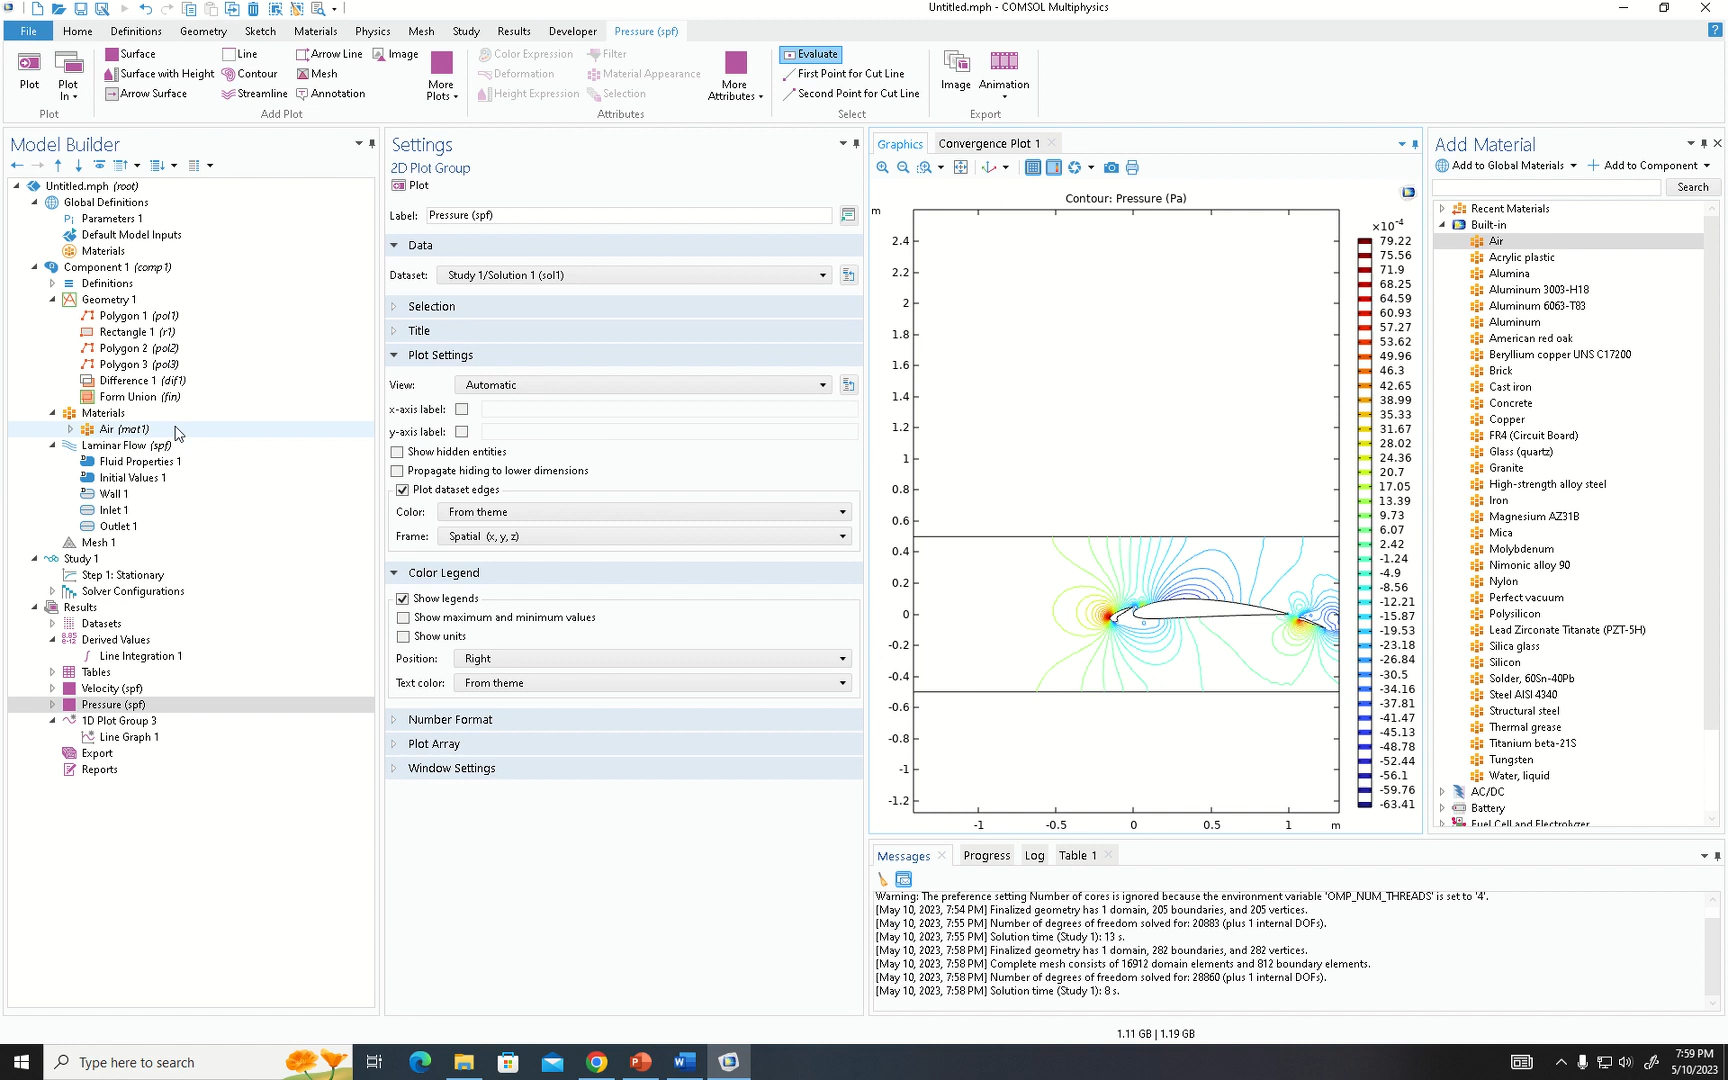 Untitled.mph - COMSOL Multiphysics
File Home Definitions Geometry Sketch Materials Physics Mesh Study Results Developer Pressure (spf)
Plot
Plot In
Plot
Surface
Surface with Height
Arrow Surface
Line
Contour
Streamline
Arrow Line
Mesh
Annotation
Image
More Plots
Add Plot
Color Expression
Deformation
Height Expression
Filter
Material Appearance
Selection
More Attributes
Attributes
Evaluate
First Point for Cut Line
Second Point for Cut Line
Select
Image
Animation
Export
Model Builder
Untitled.mph (root)
Global Definitions
Parameters 1
Default Model Inputs
Materials
Component 1 (comp1)
Definitions
Geometry 1
Polygon 1 (pol1)
Rectangle 1 (r1)
Polygon 2 (pol2)
Polygon 3 (pol3)
Difference 1 (dif1)
Form Union (fin)
Materials
Air (mat1)
Laminar Flow (spf)
Fluid Properties 1
Initial Values 1
Wall 1
Inlet 1
Outlet 1
Mesh 1
Study 1
Step 1: Stationary
Solver Configurations
Results
Datasets
Derived Values
Line Integration 1
Tables
Velocity (spf)
Pressure (spf)
1D Plot Group 3
Line Graph 1
Export
Reports
Settings
2D Plot Group
Plot
Label: Pressure (spf)
Data
Dataset: Study 1/Solution 1 (sol1)
Selection
Title
Plot Settings
View: Automatic
x-axis label:
y-axis label:
Show hidden entities
Propagate hiding to lower dimensions
Plot dataset edges
Color: From theme
Frame: Spatial (x, y, z)
Color Legend
Show legends
Show maximum and minimum values
Show units
Position: Right
Text color: From theme
Number Format
Plot Array
Window Settings
Graphics Convergence Plot 1
Contour: Pressure (Pa)
m
2.4
2.2
2
1.8
1.6
1.4
1.2
1
0.8
0.6
0.4
0.2
0
-0.2
-0.4
-0.6
-0.8
-1
-1.2
-1 -0.5 0 0.5 1 m
×10⁻⁴
79.22
75.56
71.9
68.25
64.59
60.93
57.27
53.62
49.96
46.3
42.65
38.99
35.33
31.67
28.02
24.36
20.7
17.05
13.39
9.73
6.07
2.42
-1.24
-4.9
-8.56
-12.21
-15.87
-19.53
-23.18
-26.84
-30.5
-34.16
-37.81
-41.47
-45.13
-48.78
-52.44
-56.1
-59.76
-63.41
Messages Progress Log Table 1
Warning: The preference setting Number of cores is ignored because the environment variable 'OMP_NUM_THREADS' is set to '4'.
[May 10, 2023, 7:54 PM] Finalized geometry has 1 domain, 205 boundaries, and 205 vertices.
[May 10, 2023, 7:55 PM] Number of degrees of freedom solved for: 20883 (plus 1 internal DOFs).
[May 10, 2023, 7:55 PM] Solution time (Study 1): 13 s.
[May 10, 2023, 7:58 PM] Finalized geometry has 1 domain, 282 boundaries, and 282 vertices.
[May 10, 2023, 7:58 PM] Complete mesh consists of 16912 domain elements and 812 boundary elements.
[May 10, 2023, 7:58 PM] Number of degrees of freedom solved for: 28860 (plus 1 internal DOFs).
[May 10, 2023, 7:58 PM] Solution time (Study 1): 8 s.
Add Material
Add to Global Materials Add to Component
Search
Recent Materials
Built-in
Air
Acrylic plastic
Alumina
Aluminum 3003-H18
Aluminum 6063-T83
Aluminum
American red oak
Beryllium copper UNS C17200
Brick
Cast iron
Concrete
Copper
FR4 (Circuit Board)
Glass (quartz)
Granite
High-strength alloy steel
Iron
Magnesium AZ31B
Mica
Molybdenum
Nimonic alloy 90
Nylon
Perfect vacuum
Polysilicon
Lead Zirconate Titanate (PZT-5H)
Silica glass
Silicon
Solder, 60Sn-40Pb
Steel AISI 4340
Structural steel
Thermal grease
Titanium beta-21S
Tungsten
Water, liquid
AC/DC
Battery
Fuel Cell and Electrolyzer
1.11 GB | 1.19 GB
Type here to search
7:59 PM
5/10/2023